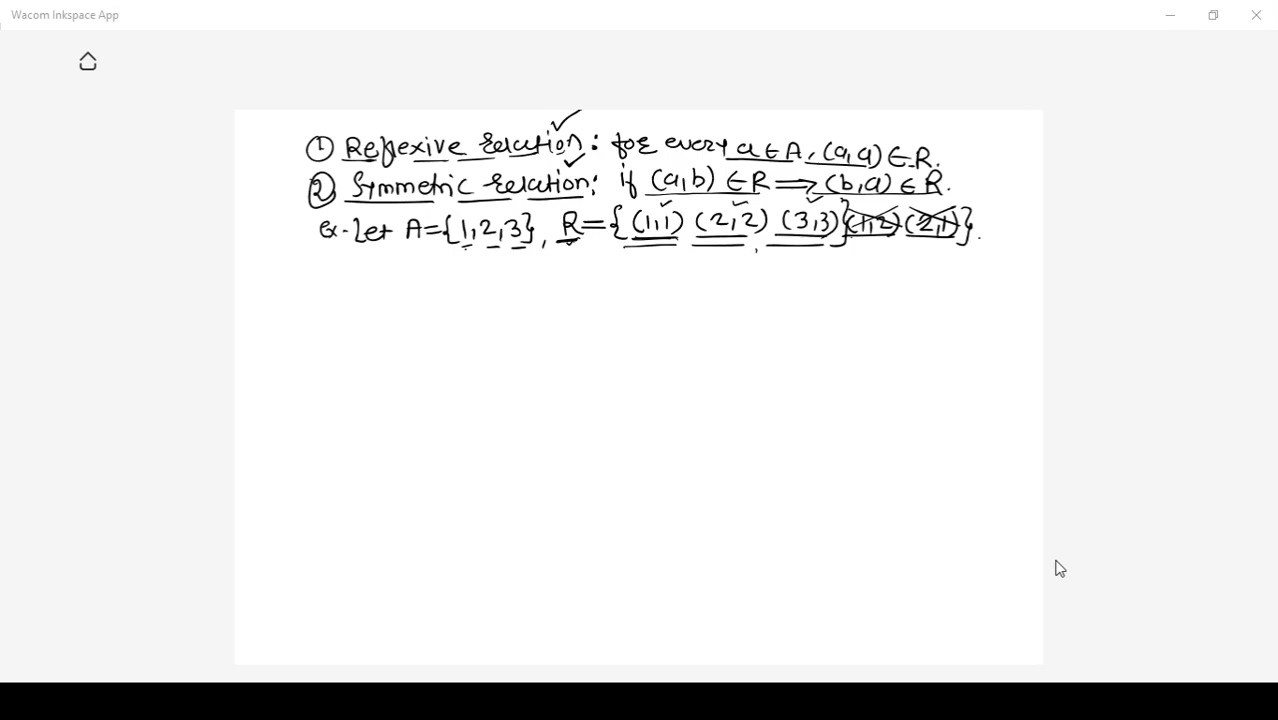 Wacom Inkspace App
① Reflexive Relation: for every a ∈ A, (a,a) ∈ R.
② Symmetric Relation: if (a,b) ∈ R ⟹ (b,a) ∈ R.
Ex- Let A={1,2,3}, R={(1,1) (2,2) (3,3)}(1,2) (2,1)}.